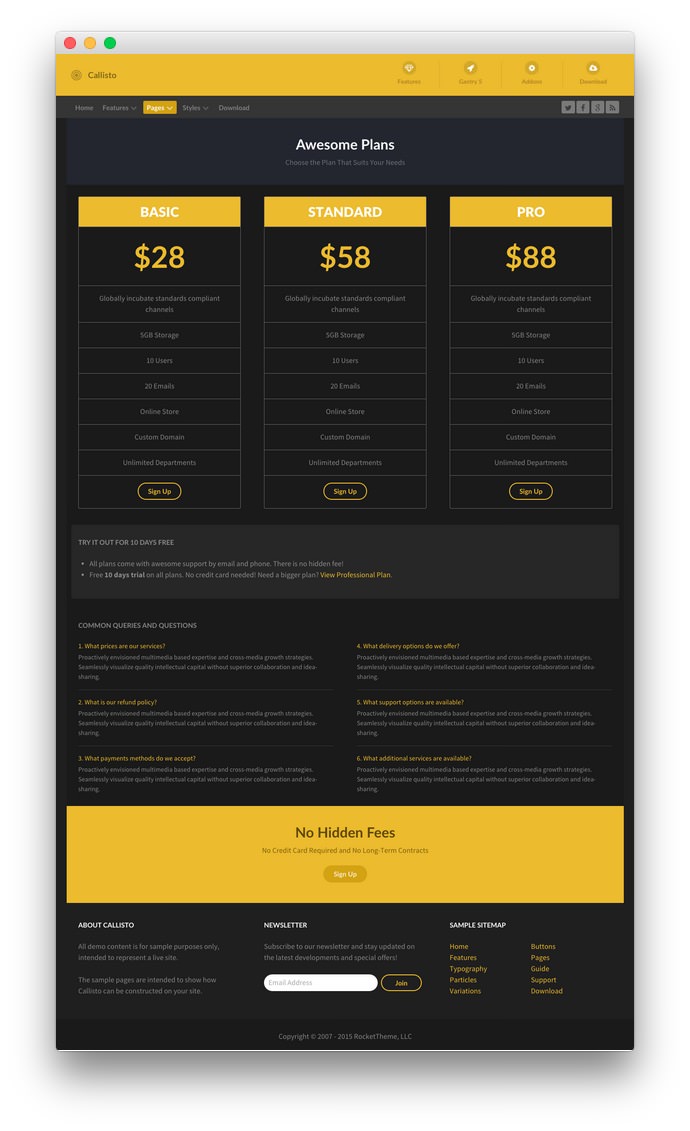 Callisto
Features
Gantry 5
Addons
Download
Home Features Pages Styles Download
Awesome Plans
Choose the Plan That Suits Your Needs
BASIC
$28
Globally incubate standards compliant
channels
5GB Storage
10 Users
20 Emails
Online Store
Custom Domain
Unlimited Departments
Sign Up
STANDARD
$58
Globally incubate standards compliant
channels
5GB Storage
10 Users
20 Emails
Online Store
Custom Domain
Unlimited Departments
Sign Up
PRO
$88
Globally incubate standards compliant
channels
5GB Storage
10 Users
20 Emails
Online Store
Custom Domain
Unlimited Departments
Sign Up
TRY IT OUT FOR 10 DAYS FREE
• All plans come with awesome support by email and phone. There is no hidden fee!
• Free 10 days trial on all plans. No credit card needed! Need a bigger plan? View Professional Plan.
COMMON QUERIES AND QUESTIONS
1. What prices are our services?
Proactively envisioned multimedia based expertise and cross-media growth strategies.
Seamlessly visualize quality intellectual capital without superior collaboration and idea-
sharing.
2. What is our refund policy?
Proactively envisioned multimedia based expertise and cross-media growth strategies.
Seamlessly visualize quality intellectual capital without superior collaboration and idea-
sharing.
3. What payments methods do we accept?
Proactively envisioned multimedia based expertise and cross-media growth strategies.
Seamlessly visualize quality intellectual capital without superior collaboration and idea-
sharing.
4. What delivery options do we offer?
Proactively envisioned multimedia based expertise and cross-media growth strategies.
Seamlessly visualize quality intellectual capital without superior collaboration and idea-
sharing.
5. What support options are available?
Proactively envisioned multimedia based expertise and cross-media growth strategies.
Seamlessly visualize quality intellectual capital without superior collaboration and idea-
sharing.
6. What additional services are available?
Proactively envisioned multimedia based expertise and cross-media growth strategies.
Seamlessly visualize quality intellectual capital without superior collaboration and idea-
sharing.
No Hidden Fees
No Credit Card Required and No Long-Term Contracts
Sign Up
ABOUT CALLISTO
All demo content is for sample purposes only,
intended to represent a live site.
The sample pages are intended to show how
Callisto can be constructed on your site.
NEWSLETTER
Subscribe to our newsletter and stay updated on
the latest developments and special offers!
Email Address
Join
SAMPLE SITEMAP
Home
Features
Typography
Particles
Variations
Buttons
Pages
Guide
Support
Download
Copyright © 2007 - 2015 RocketTheme, LLC